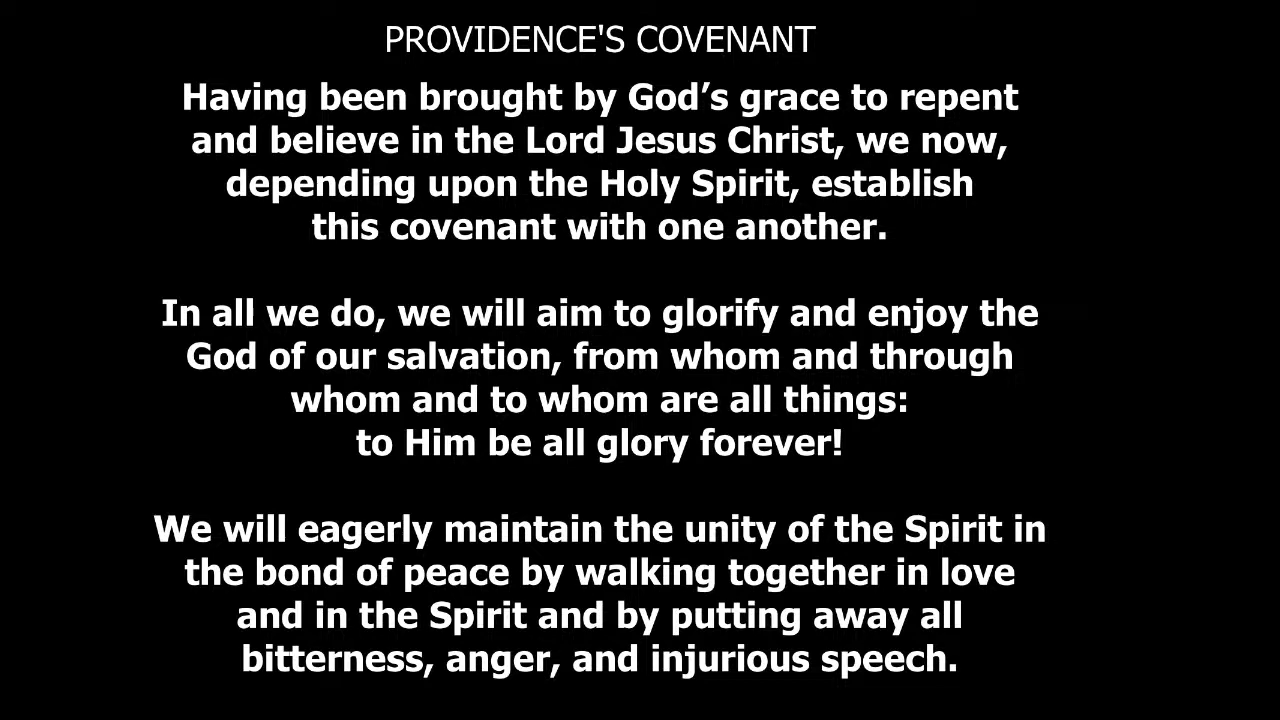 PROVIDENCE'S COVENANT
Having been brought by God’s grace to repent
and believe in the Lord Jesus Christ, we now,
depending upon the Holy Spirit, establish
this covenant with one another.
In all we do, we will aim to glorify and enjoy the
God of our salvation, from whom and through
whom and to whom are all things:
to Him be all glory forever!
We will eagerly maintain the unity of the Spirit in
the bond of peace by walking together in love
and in the Spirit and by putting away all
bitterness, anger, and injurious speech.